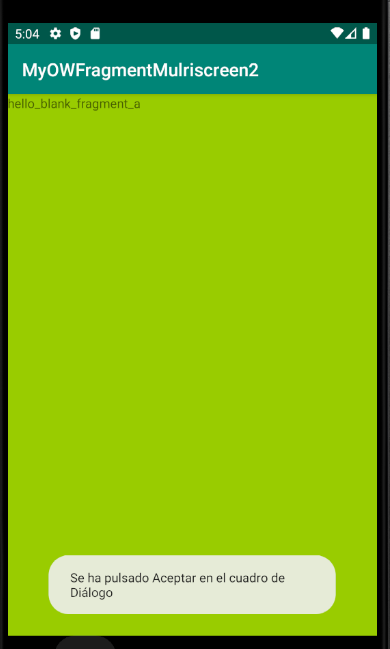 5:04
MyOWFragmentMulriscreen2
hello_blank_fragment_a
Se ha pulsado Aceptar en el cuadro de
Diálogo